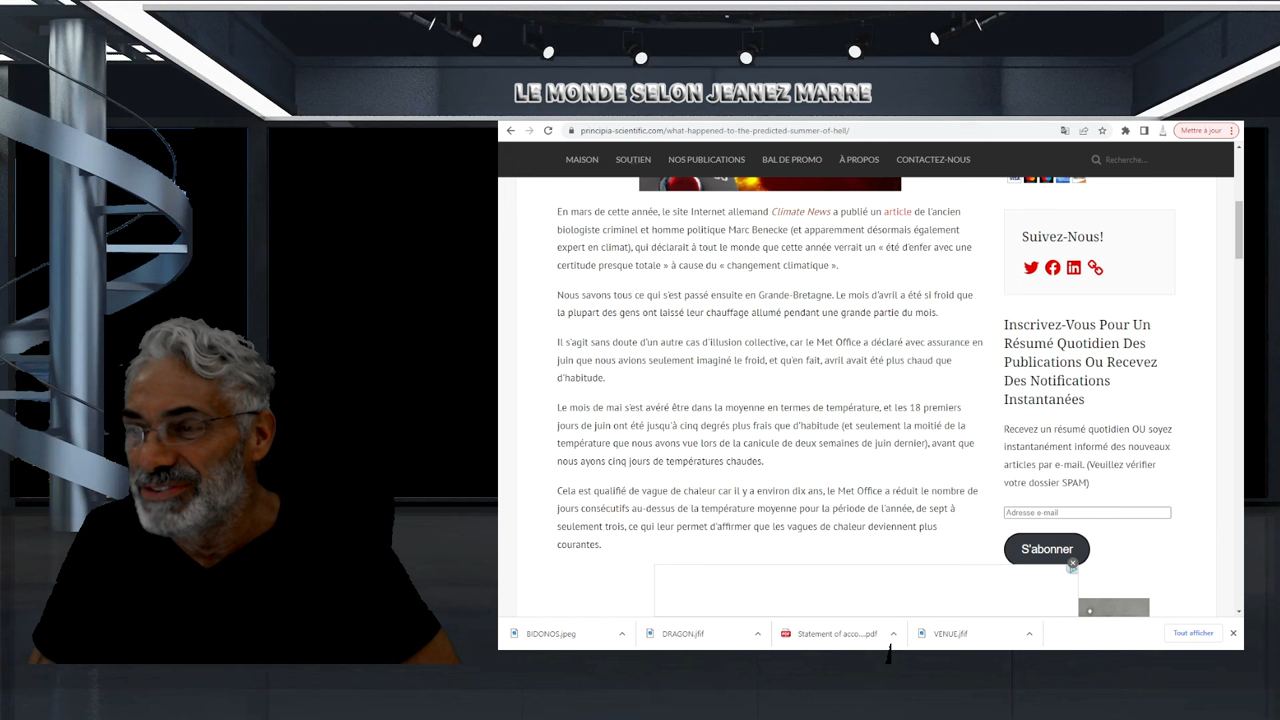 LE MONDE SELON JEANEZ MARRE
principia-scientific.com/what-happened-to-the-predicted-summer-of-hell/
Mettre à jour
MAISON SOUTIEN NOS PUBLICATIONS BAL DE PROMO À PROPOS CONTACTEZ-NOUS
Recherche...
En mars de cette année, le site Internet allemand Climate News a publié un article de l'ancien
biologiste criminel et homme politique Marc Benecke (et apparemment désormais également
expert en climat), qui déclarait à tout le monde que cette année verrait un « été d'enfer avec une
certitude presque totale » à cause du « changement climatique ».
Nous savons tous ce qui s'est passé ensuite en Grande-Bretagne. Le mois d'avril a été si froid que
la plupart des gens ont laissé leur chauffage allumé pendant une grande partie du mois.
Il s'agit sans doute d'un autre cas d'illusion collective, car le Met Office a déclaré avec assurance en
juin que nous avions seulement imaginé le froid, et qu'en fait, avril avait été plus chaud que
d'habitude.
Le mois de mai s'est avéré être dans la moyenne en termes de température, et les 18 premiers
jours de juin ont été jusqu'à cinq degrés plus frais que d'habitude (et seulement la moitié de la
température que nous avons vue lors de la canicule de deux semaines de juin dernier), avant que
nous ayons cinq jours de températures chaudes.
Cela est qualifié de vague de chaleur car il y a environ dix ans, le Met Office a réduit le nombre de
jours consécutifs au-dessus de la température moyenne pour la période de l'année, de sept à
seulement trois, ce qui leur permet d'affirmer que les vagues de chaleur deviennent plus
courantes.
VISA
Suivez-Nous!
Inscrivez-Vous Pour Un
Résumé Quotidien Des
Publications Ou Recevez
Des Notifications
Instantanées
Recevez un résumé quotidien OU soyez
instantanément informé des nouveaux
articles par e-mail. (Veuillez vérifier
votre dossier SPAM)
Adresse e-mail
S'abonner
BIDONOS.jpeg
DRAGON.jfif
Statement of acco....pdf
VENUE.jfif
Tout afficher